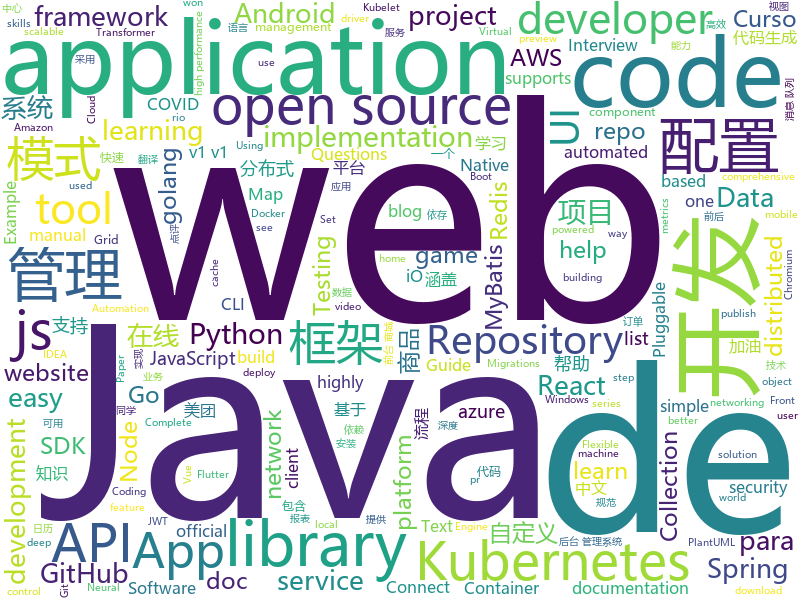 中心
skills
scalable
语言
Transformer
采用
framework
系统
Kubelet
Android
management
high performance
driver
服务
Virtual
use
won
preview
project
AWS
supports
developer
Interview
Curso
代码生成
视图
高效
能力
消息 队列
application
code
COVID
Amazon
Cloud
rio
learning
open source
UI
repo
component
implementation
Using
Questions
学习
automated
Native
Boot
模式
快速
翻译
v1 v1
golang
分布式
平台
应用
一个
配置
based
one
Data
comprehensive
powered
前后
mobile
Example
tool
used
manual
Grid
点击
Map
Docker
see
Set
blog
依存
Redis
项目
way
metrics
web
管理
Testing
iO
game
涵盖
MyBatis
help
home
building
Pluggable
distributed
Chromium
开发
cache
CLI
数据
video
Automation
publish
订单
js
支持
在线
Python
框架
商品
Repository
list
帮助
加油
IDEA
实现
Paper
JavaScript
build
Guide
Migrations
技术
website
业务
deploy
highly
React
step
object
easy
Go
美团
基于
流程
azure
simple
networking
Front
同学
Complete
依赖
Windows
series
user
Java
de
development
SDK
可用
Node
Vue
Flutter
network
安装
深度
client
代码
platform
learn
machine
Flexible
better
solution
知识
Coding
包含
报表
local
提供
Text
pr
Engine
中文
规范
Collection
security
world
日历
feature
JWT
official
自定义
后台 管理系统
PlantUML
para
API
App
library
Kubernetes
GitHub
Git
deep
Neural
Software
doc
service
Connect
Container
documentation
Spring
control
download